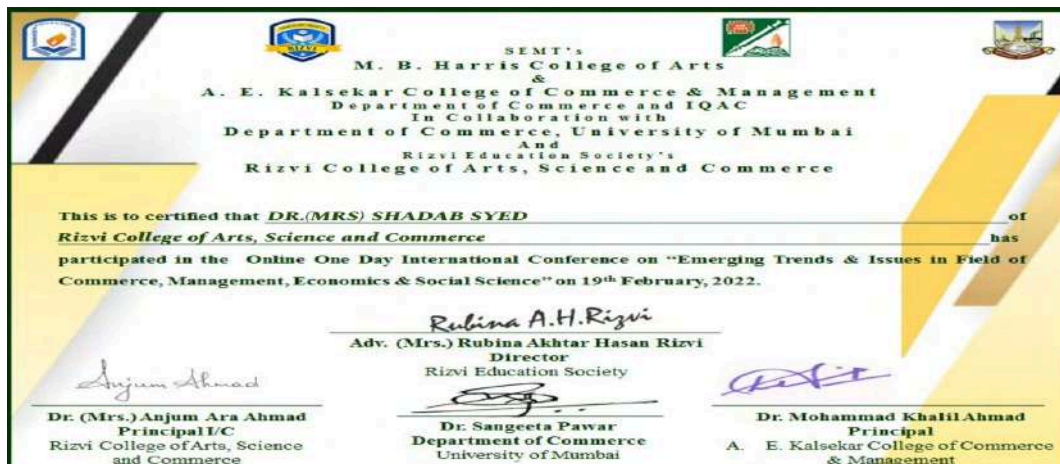 RIZVI
SEMT's
M. B. Harris College of Arts
&
A. E. Kalsekar College of Commerce & Management
Department of Commerce and IQAC
In Collaboration with
Department of Commerce, University of Mumbai
And
Rizvi Education Society's
Rizvi College of Arts, Science and Commerce
This is to certified that DR.(MRS) SHADAB SYED of
Rizvi College of Arts, Science and Commerce has
participated in the Online One Day International Conference on "Emerging Trends & Issues in Field of
Commerce, Management, Economics & Social Science" on 19th February, 2022.
Rubina A.H.Rizvi
Adv. (Mrs.) Rubina Akhtar Hasan Rizvi
Director
Rizvi Education Society
Anjum Ahmad
Dr. (Mrs.) Anjum Ara Ahmad
Principal I/C
Rizvi College of Arts, Science
and Commerce
Dr. Sangeeta Pawar
Department of Commerce
University of Mumbai
Dr. Mohammad Khalil Ahmad
Principal
A. E. Kalsekar College of Commerce
& Management